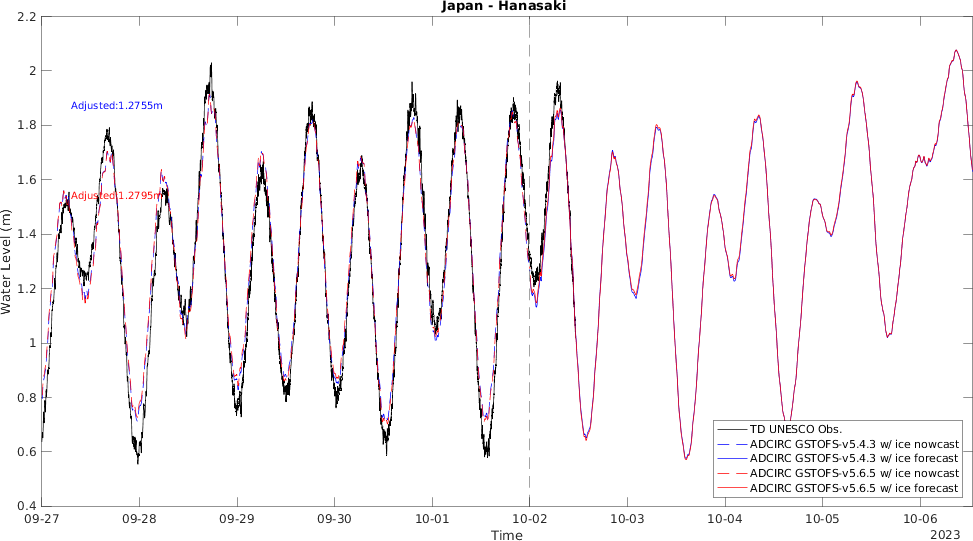 Japan - Hanasaki
2.2
2
1.8
1.6
1.4
1.2
1
0.8
0.6
0.4
Water Level (m)
Adjusted:1.2755m
Adjusted:1.2795m
TD UNESCO Obs.
ADCIRC GSTOFS-v5.4.3 w/ ice nowcast
ADCIRC GSTOFS-v5.4.3 w/ ice forecast
ADCIRC GSTOFS-v5.6.5 w/ ice nowcast
ADCIRC GSTOFS-v5.6.5 w/ ice forecast
09-27 09-28 09-29 09-30 10-01 10-02 10-03 10-04 10-05 10-06
Time
2023